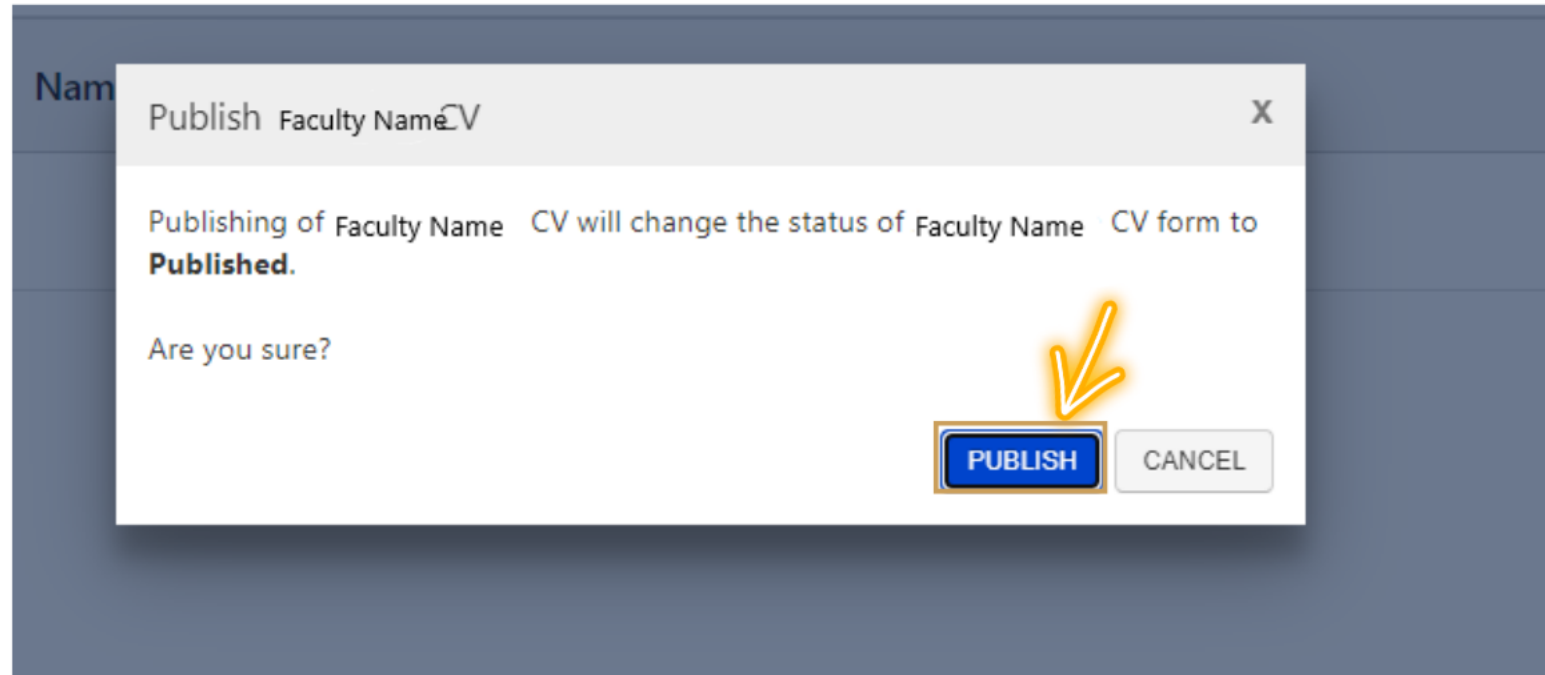 Nam
Publish Faculty Name CV
X
Publishing of Faculty Name CV will change the status of Faculty Name CV form to
Published.
Are you sure?
PUBLISH
CANCEL